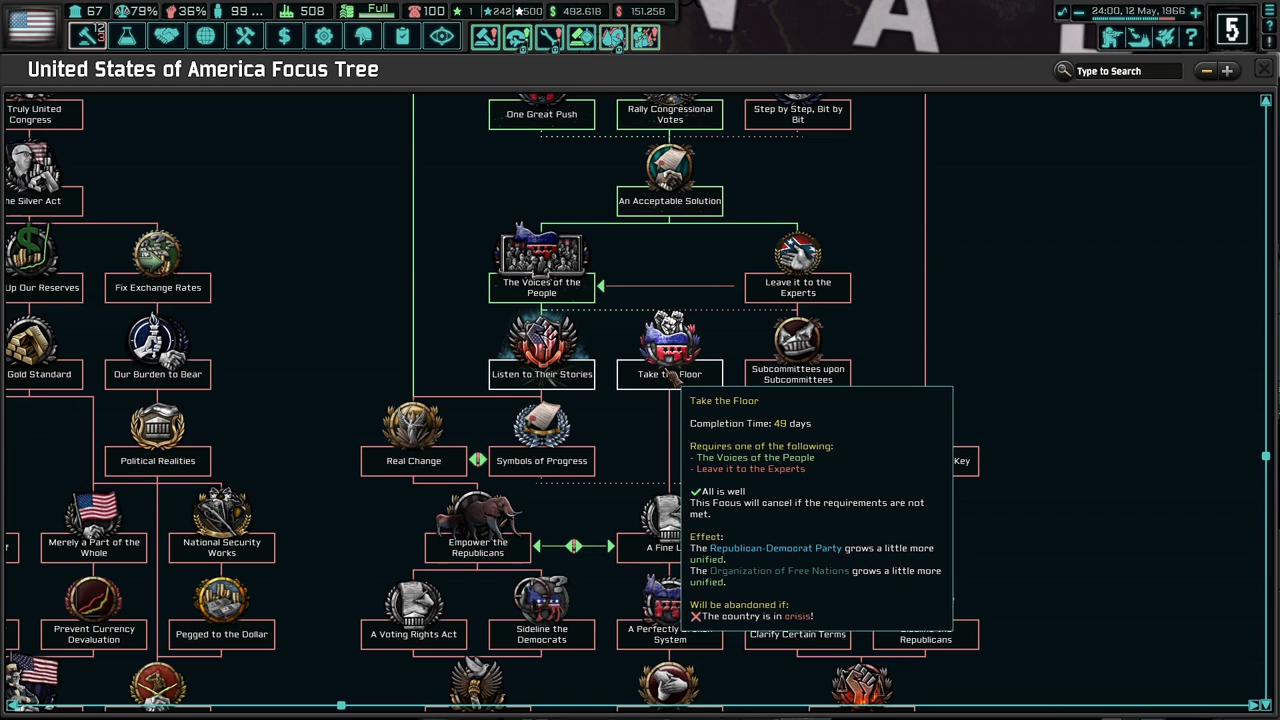 67 79% 36% 99 ... 508 Full 100 1 242 500 $ 492.61B $ 151.25B
24:00, 12 May, 1966
5
United States of America Focus Tree
Type to Search
Truly United Congress
One Great Push
Rally Congressional Votes
Step by Step, Bit by Bit
he Silver Act
An Acceptable Solution
Up Our Reserves
Fix Exchange Rates
The Voices of the People
Leave it to the Experts
Gold Standard
Our Burden to Bear
Listen to Their Stories
Take the Floor
Subcommittees upon Subcommittees
Take the Floor
Completion Time: 49 days
Requires one of the following:
- The Voices of the People
- Leave it to the Experts
All is well
This Focus will cancel if the requirements are not
met.
Effect:
The Republican-Democrat Party grows a little more
unified.
The Organization of Free Nations grows a little more
unified.
Will be abandoned if:
The country is in crisis!
Political Realities
Real Change
Symbols of Progress
Key
Merely a Part of the Whole
National Security Works
Empower the Republicans
A Fine L
Prevent Currency Devaluation
Pegged to the Dollar
A Voting Rights Act
Sideline the Democrats
A Perfectly
System
Clarify Certain Terms
Republicans